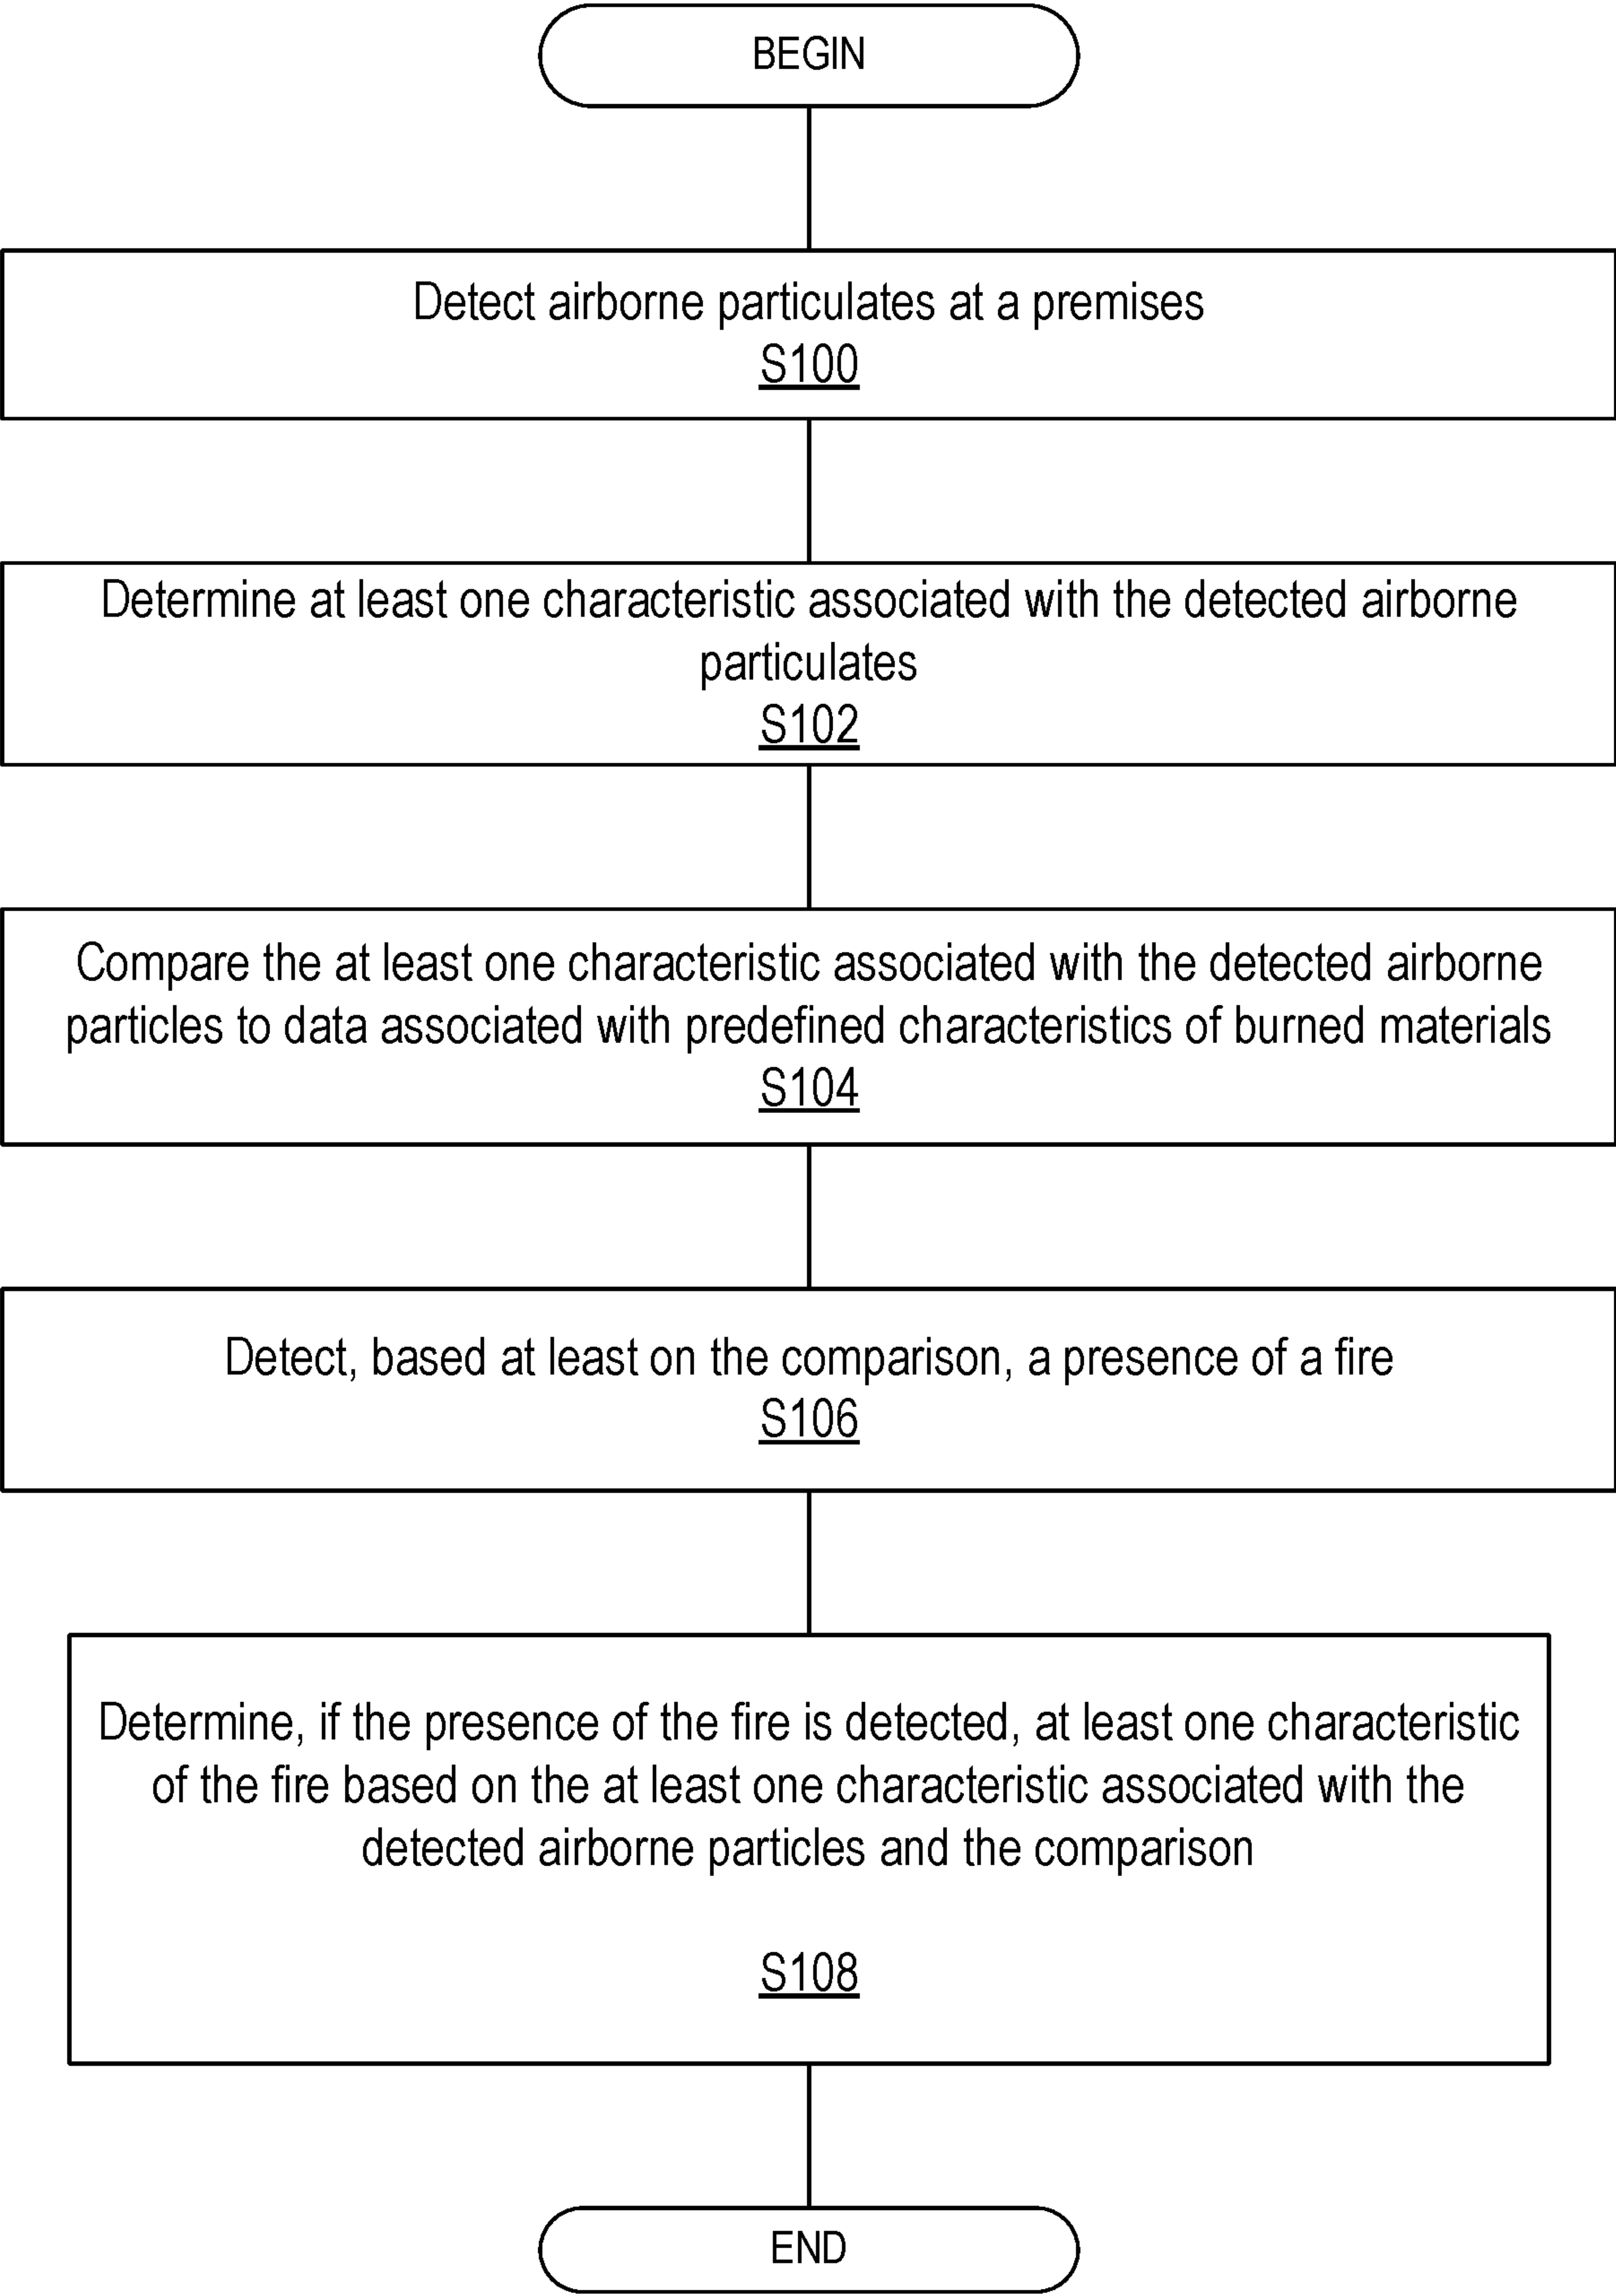 BEGIN
Detect airborne particulates at a premises
S100
Determine at least one characteristic associated with the detected airborne
particulates
S102
Compare the at least one characteristic associated with the detected airborne
particles to data associated with predefined characteristics of burned materials
S104
Detect, based at least on the comparison, a presence of a fire
S106
Determine, if the presence of the fire is detected, at least one characteristic
of the fire based on the at least one characteristic associated with the
detected airborne particles and the comparison
S108
END